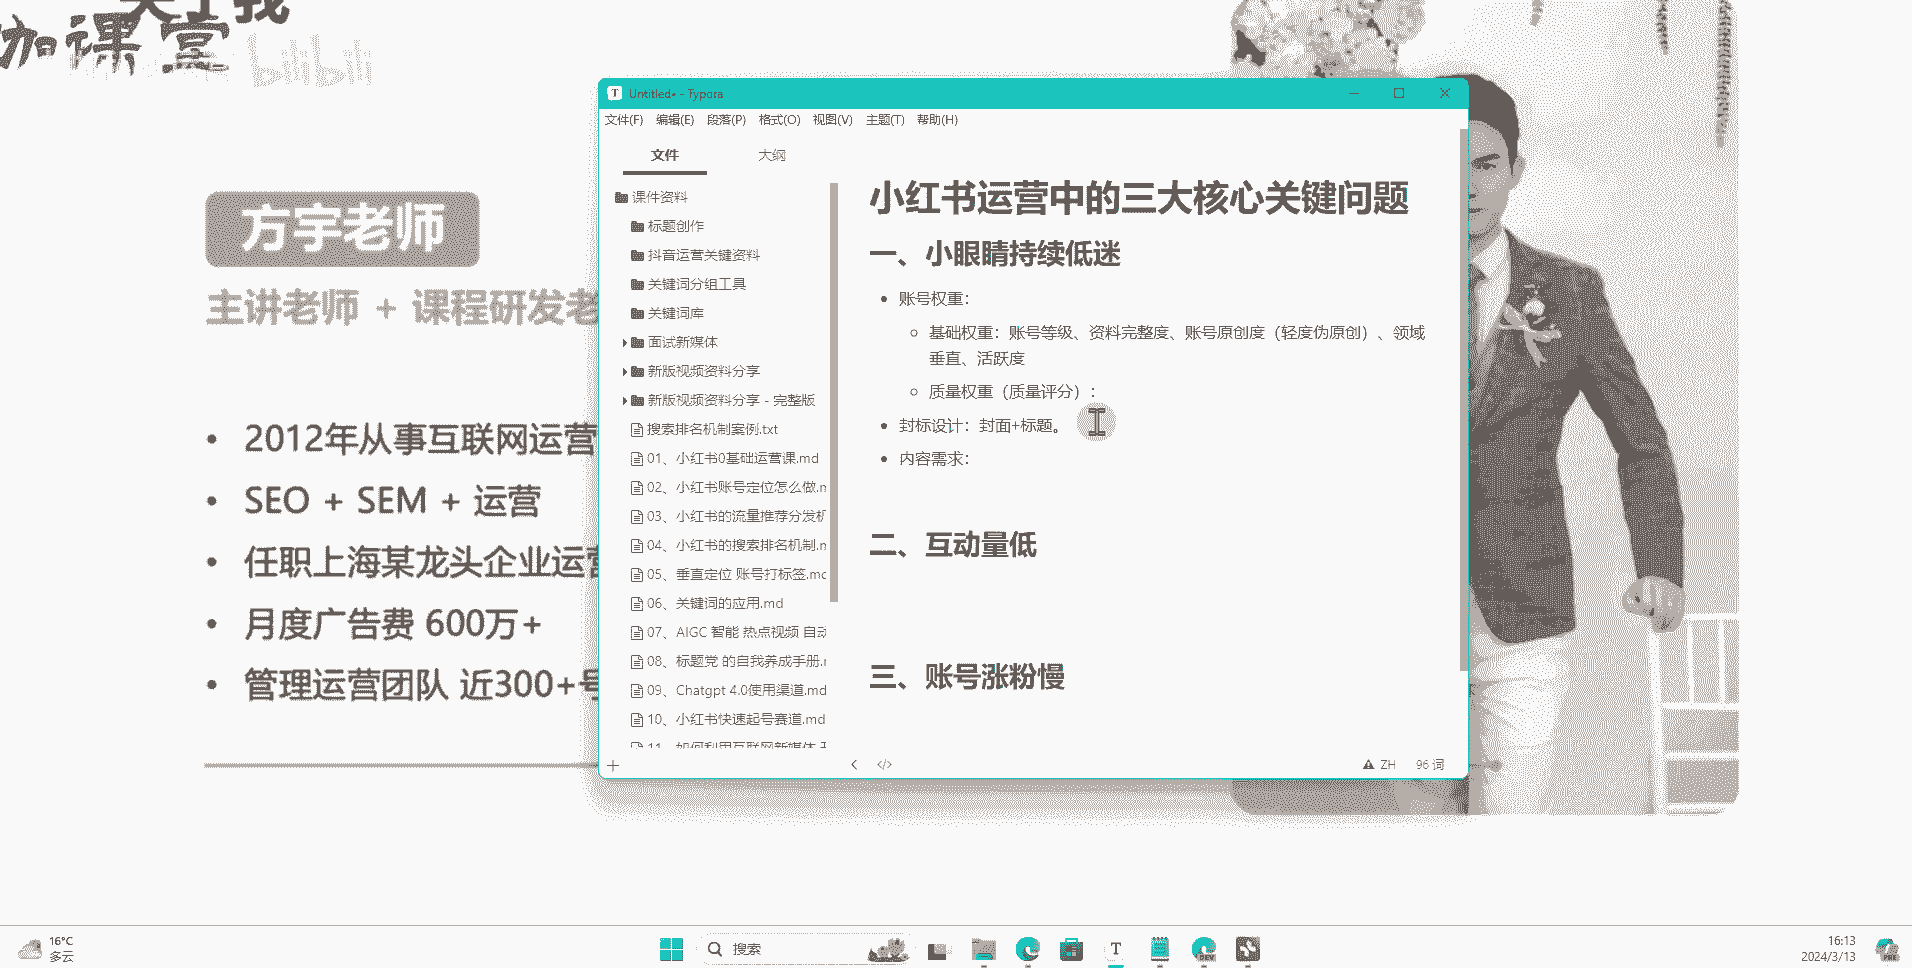 关于我
加课堂
bilibili
方宇老师
主讲老师 + 课程研发老
2012年从事互联网运营
SEO + SEM + 运营
任职上海某龙头企业运营
月度广告费 600万+
管理运营团队 近300+号
Untitled• - Typora
文件(F) 编辑(E) 段落(P) 格式(O) 视图(V) 主题(T) 帮助(H)
文件 大纲
课件资料
标题创作
抖音运营关键资料
关键词分组工具
关键词库
面试新媒体
新版视频资料分享
新版视频资料分享 - 完整版
搜索排名机制案例.txt
01、小红书0基础运营课.md
02、小红书账号定位怎么做.m
03、小红书的流量推荐分发机
04、小红书的搜索排名机制.m
05、垂直定位 账号打标签.md
06、关键词的应用.md
07、AIGC 智能 热点视频 自动
08、标题党 的自我养成手册.m
09、Chatgpt 4.0使用渠道.md
10、小红书快速起号赛道.md
11、如何利用互联网新媒体
小红书运营中的三大核心关键问题
一、小眼睛持续低迷
账号权重：
基础权重：账号等级、资料完整度、账号原创度（轻度伪原创）、领域
垂直、活跃度
质量权重（质量评分）：
封标设计：封面+标题。
内容需求：
二、互动量低
三、账号涨粉慢
ZH 96 词
16°C
多云
搜索
T
DEV
16:13
2024/3/13
PRE